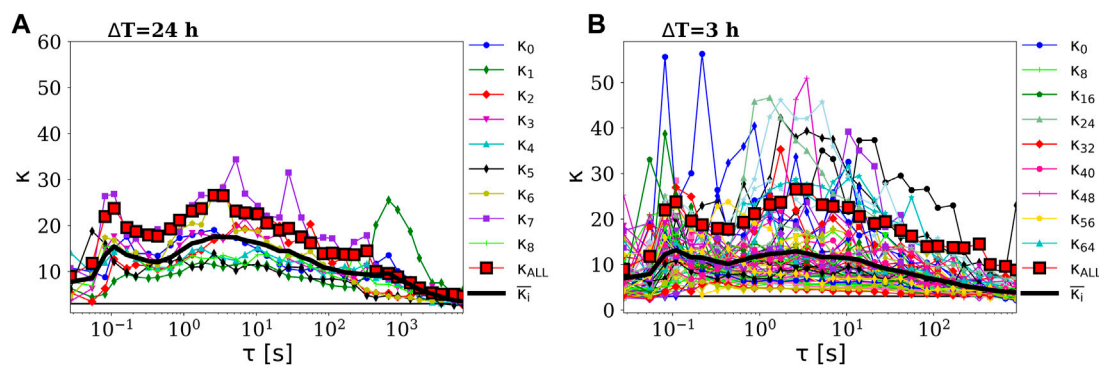 A
ΔT=24 h
60
50
40
30
20
10
κ
10⁻¹
10⁰
10¹
10²
10³
τ [s]
κ₀
κ₁
κ₂
κ₃
κ₄
κ₅
κ₆
κ₇
κ₈
κ_ALL
κ̅ᵢ
B
ΔT=3 h
50
40
30
20
10
0
κ
10⁻¹
10⁰
10¹
10²
τ [s]
κ₀
κ₈
κ₁₆
κ₂₄
κ₃₂
κ₄₀
κ₄₈
κ₅₆
κ₆₄
κ_ALL
κ̅ᵢ